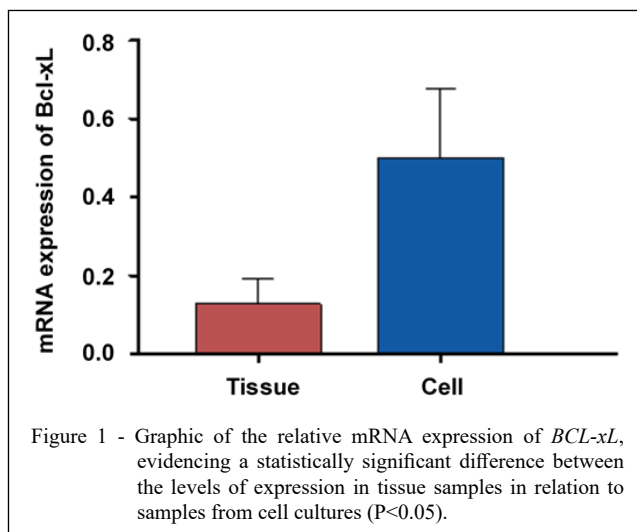 0.8
0.6
0.4
0.2
0.0
mRNA expression of Bcl-xL
Tissue Cell
Figure 1 - Graphic of the relative mRNA expression of BCL-xL,
evidencing a statistically significant difference between
the levels of expression in tissue samples in relation to
samples from cell cultures (P<0.05).